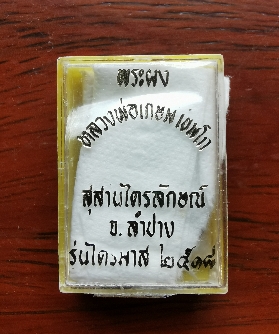 พระผง
หลวงพ่อเกษม เขมโก
สุสานไตรลักษณ์
จ. ลำปาง
รุ่นไตรมาส ๒๕๑๗